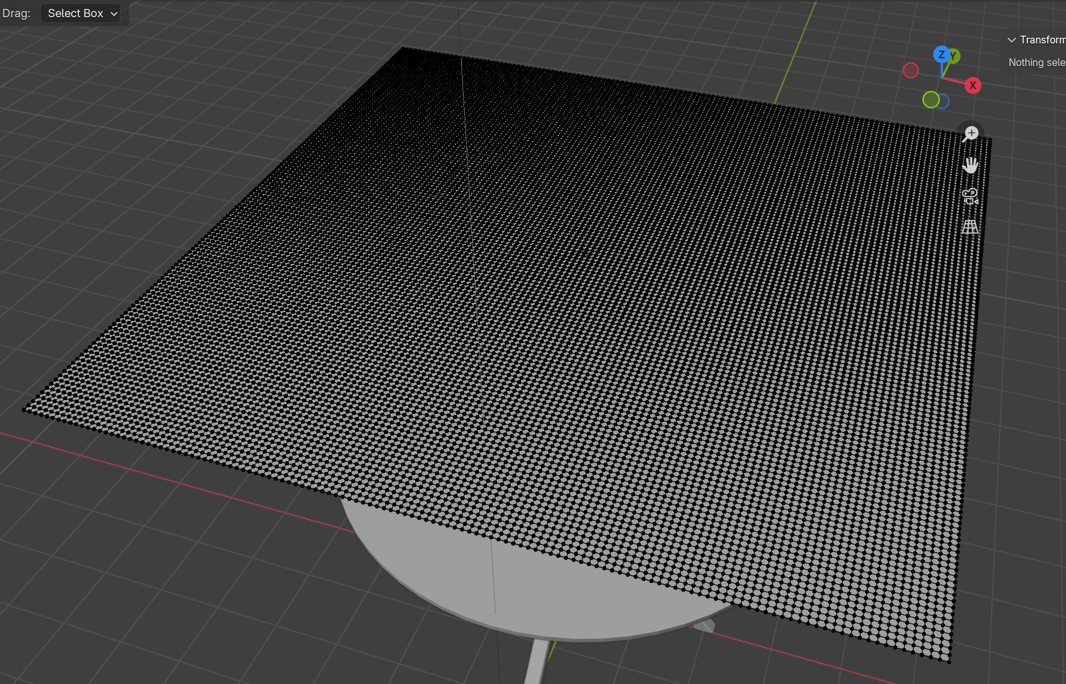 Drag: Select Box
Transform
Nothing sele
Z
Y
X